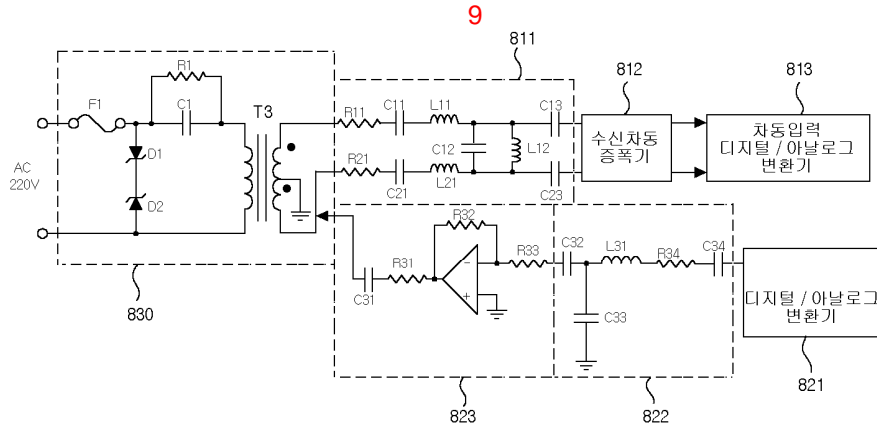 9
811
812
813
R1
F1
C1
T3
R11
C11
L11
C13
수신차동
증폭기
차동입력
디지털 / 아날로그
변환기
AC
220V
D1
D2
C12
L12
R21
C21
L21
C23
R32
R31
C31
R33
C32
L31
R34
C34
C33
디지털 / 아날로그
변환기
830
823
822
821